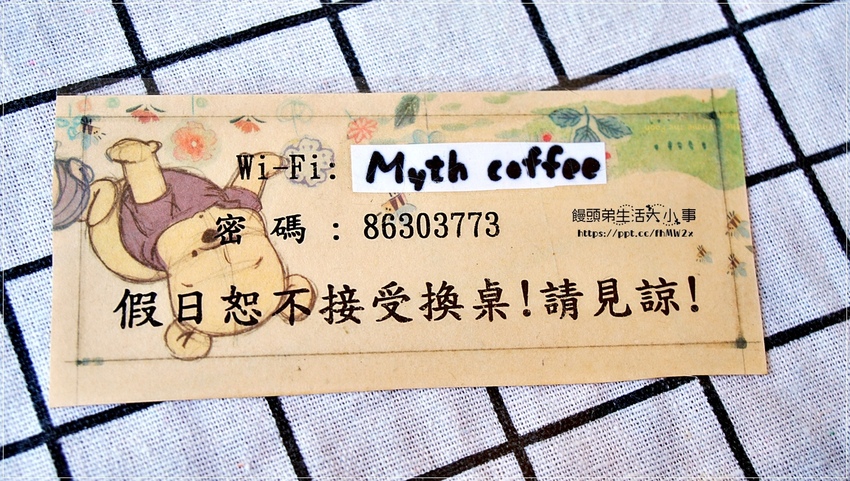 Wi-Fi: Myth coffee
密碼：86303773
饅頭弟生活大小事
https://ppt.cc/fhMW2x
假日恕不接受換桌!請見諒!